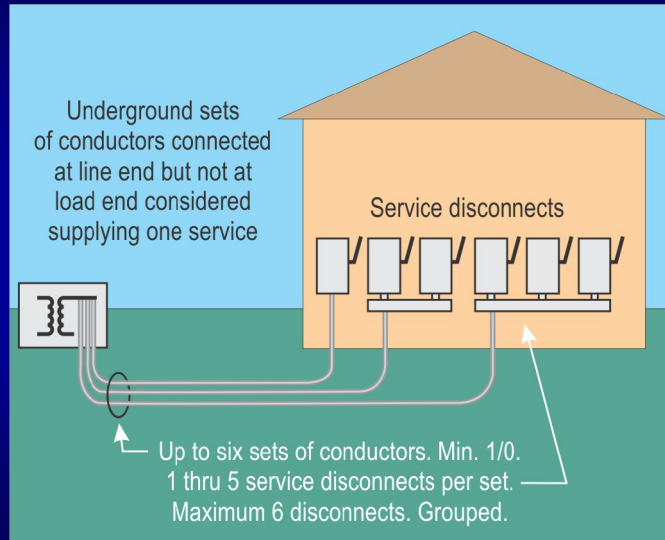 Underground sets
of conductors connected
at line end but not at
load end considered
supplying one service
Service disconnects
Up to six sets of conductors. Min. 1/0.
1 thru 5 service disconnects per set.
Maximum 6 disconnects. Grouped.